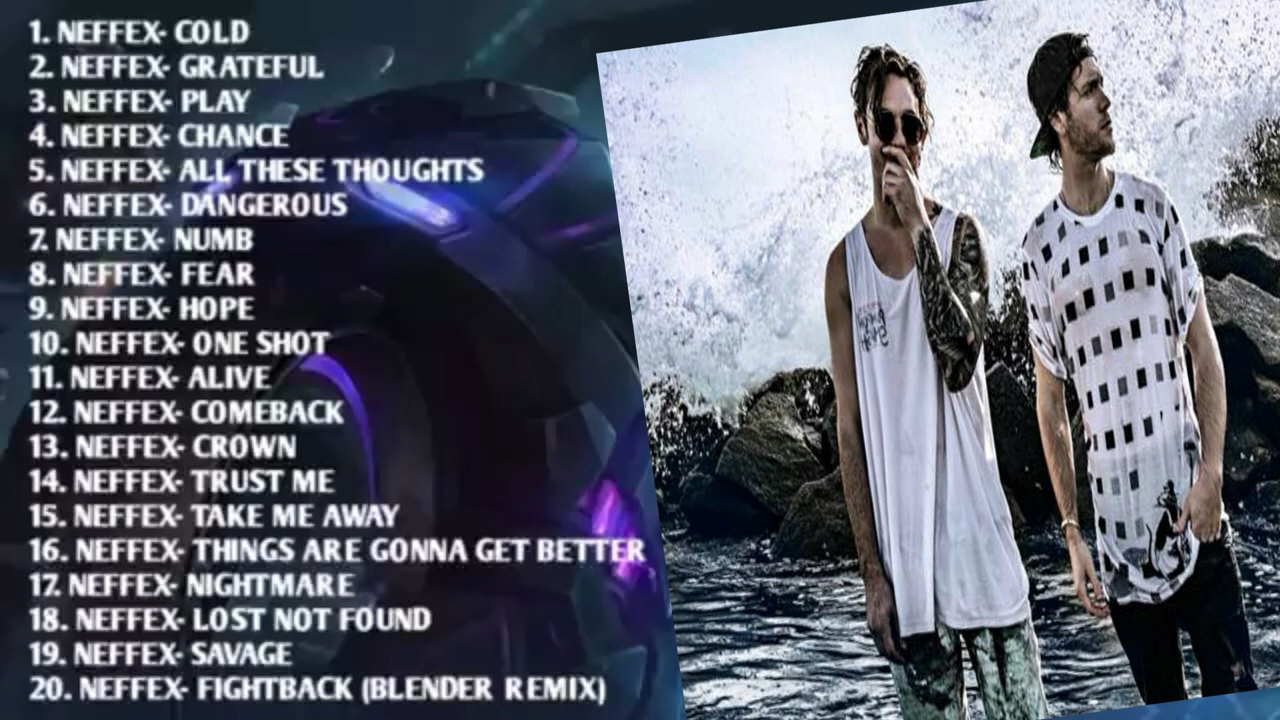 1. NEFFEX- COLD
2. NEFFEX- GRATEFUL
3. NEFFEX- PLAY
4. NEFFEX- CHANCE
5. NEFFEX- ALL THESE THOUGHTS
6. NEFFEX- DANGEROUS
7. NEFFEX- NUMB
8. NEFFEX- FEAR
9. NEFFEX- HOPE
10. NEFFEX- ONE SHOT
11. NEFFEX- ALIVE
12. NEFFEX- COMEBACK
13. NEFFEX- CROWN
14. NEFFEX- TRUST ME
15. NEFFEX- TAKE ME AWAY
16. NEFFEX- THINGS ARE GONNA GET BETTER
17. NEFFEX- NIGHTMARE
18. NEFFEX- LOST NOT FOUND
19. NEFFEX- SAVAGE
20. NEFFEX- FIGHTBACK (BLENDER REMIX)